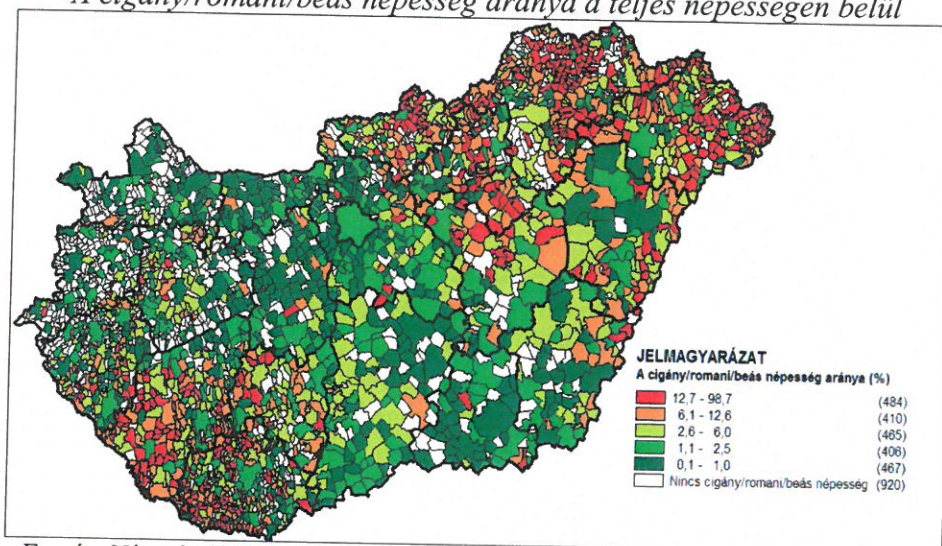 A cigány/romani/beás népesség aránya a teljes népességen belül
JELMAGYARÁZAT
A cigány/romani/beás népesség aránya (%)
12,7 - 98,7 (484)
6,1 - 12,6 (410)
2,6 - 6,0 (465)
1,1 - 2,5 (406)
0,1 - 1,0 (467)
Nincs cigány/romani/beás népesség (920)